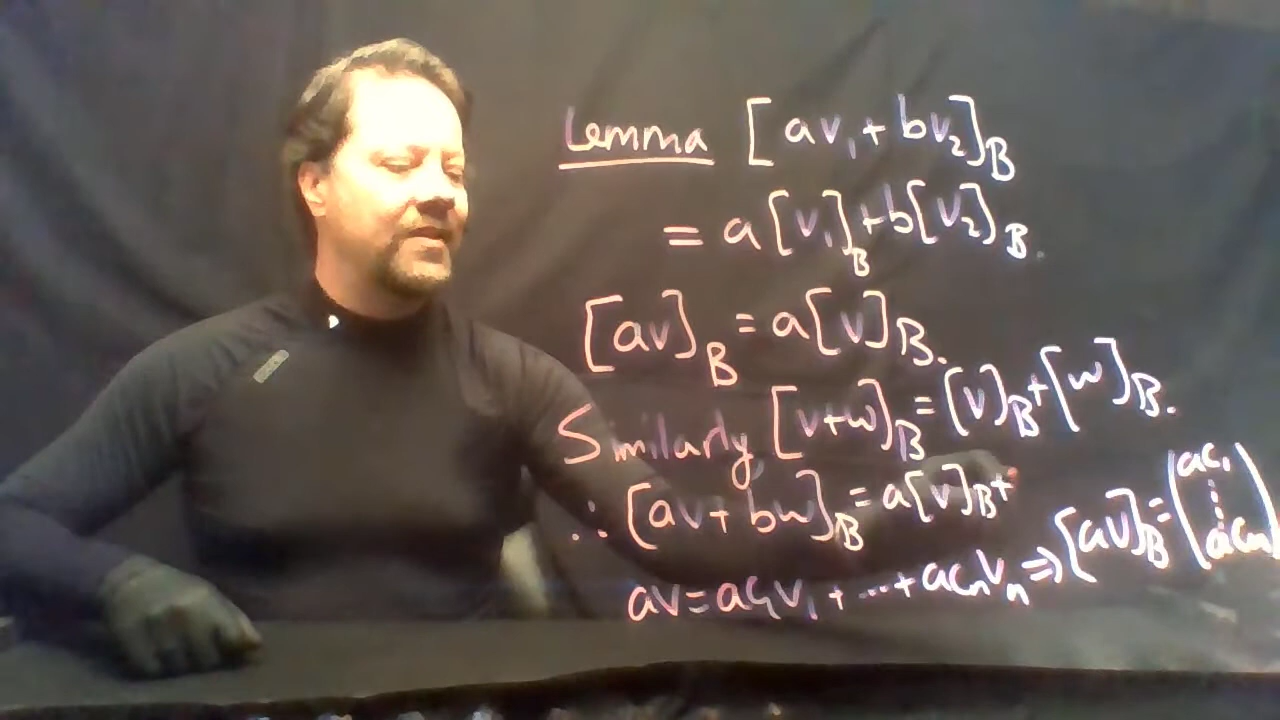 Lemma [av₁ + bv₂]_B
= a[v₁]_B + b[v₂]_B.
[av]_B = a[v]_B.
Similarly, [v+w]_B = [v]_B + [w]_B.
∴ [av + bw]_B = a[v]_B +
av = ac₁v₁ + ... + acₙvₙ ⇒ [av]_B = (ac₁ ⋮ acₙ)